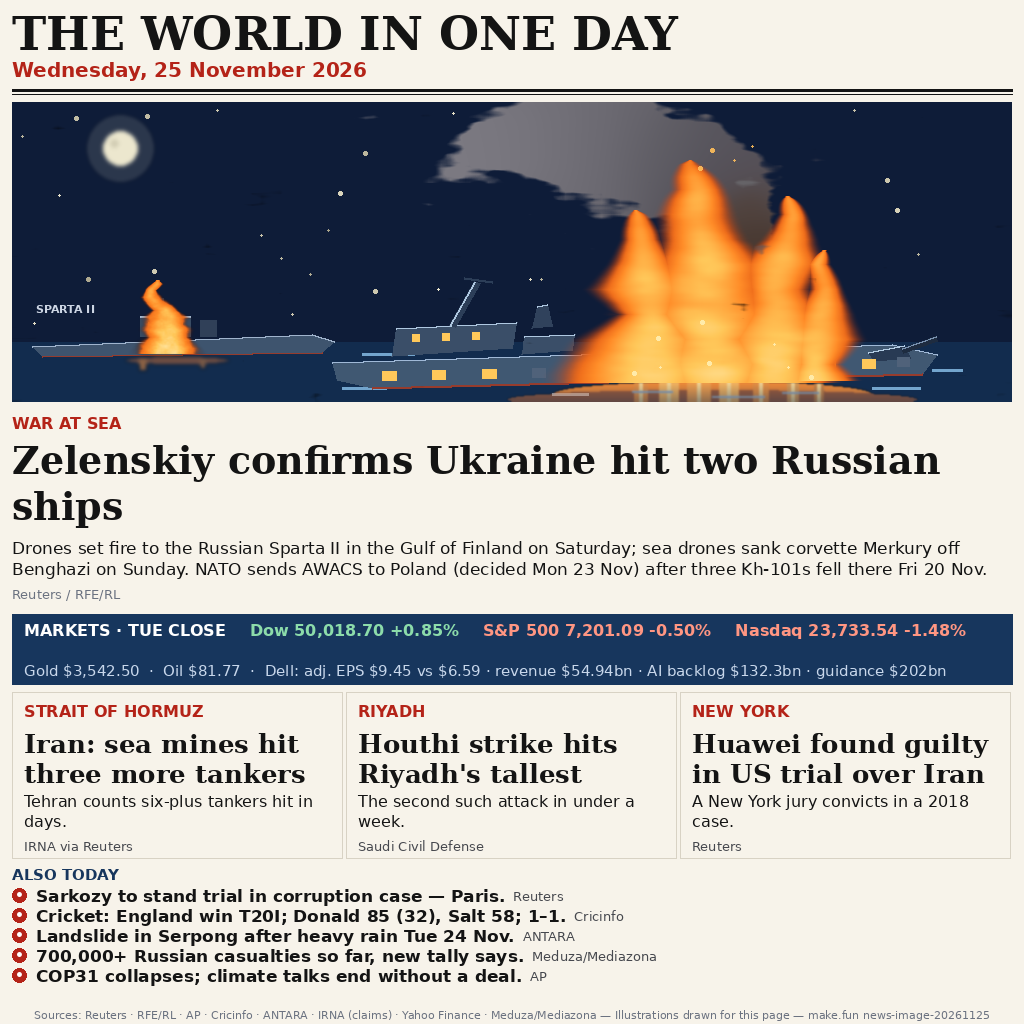 THE WORLD IN ONE DAY
Wednesday, 25 November 2026
SPARTA II
WAR AT SEA
Zelenskiy confirms Ukraine hit two Russian
ships
Drones set fire to the Russian Sparta II in the Gulf of Finland on Saturday; sea drones sank corvette Merkury off
Benghazi on Sunday. NATO sends AWACS to Poland (decided Mon 23 Nov) after three Kh-101s fell there Fri 20 Nov.
Reuters / RFE/RL
MARKETS · TUE CLOSE Dow 50,018.70 +0.85% S&P 500 7,201.09 -0.50% Nasdaq 23,733.54 -1.48%
Gold $3,542.50 · Oil $81.77 · Dell: adj. EPS $9.45 vs $6.59 · revenue $54.94bn · AI backlog $132.3bn · guidance $202bn
STRAIT OF HORMUZ
Iran: sea mines hit
three more tankers
Tehran counts six-plus tankers hit in
days.
IRNA via Reuters
RIYADH
Houthi strike hits
Riyadh's tallest
The second such attack in under a
week.
Saudi Civil Defense
NEW YORK
Huawei found guilty
in US trial over Iran
A New York jury convicts in a 2018
case.
Reuters
ALSO TODAY
Sarkozy to stand trial in corruption case — Paris. Reuters
Cricket: England win T20I; Donald 85 (32), Salt 58; 1–1. Cricinfo
Landslide in Serpong after heavy rain Tue 24 Nov. ANTARA
700,000+ Russian casualties so far, new tally says. Meduza/Mediazona
COP31 collapses; climate talks end without a deal. AP
Sources: Reuters · RFE/RL · AP · Cricinfo · ANTARA · IRNA (claims) · Yahoo Finance · Meduza/Mediazona — Illustrations drawn for this page — make.fun news-image-20261125